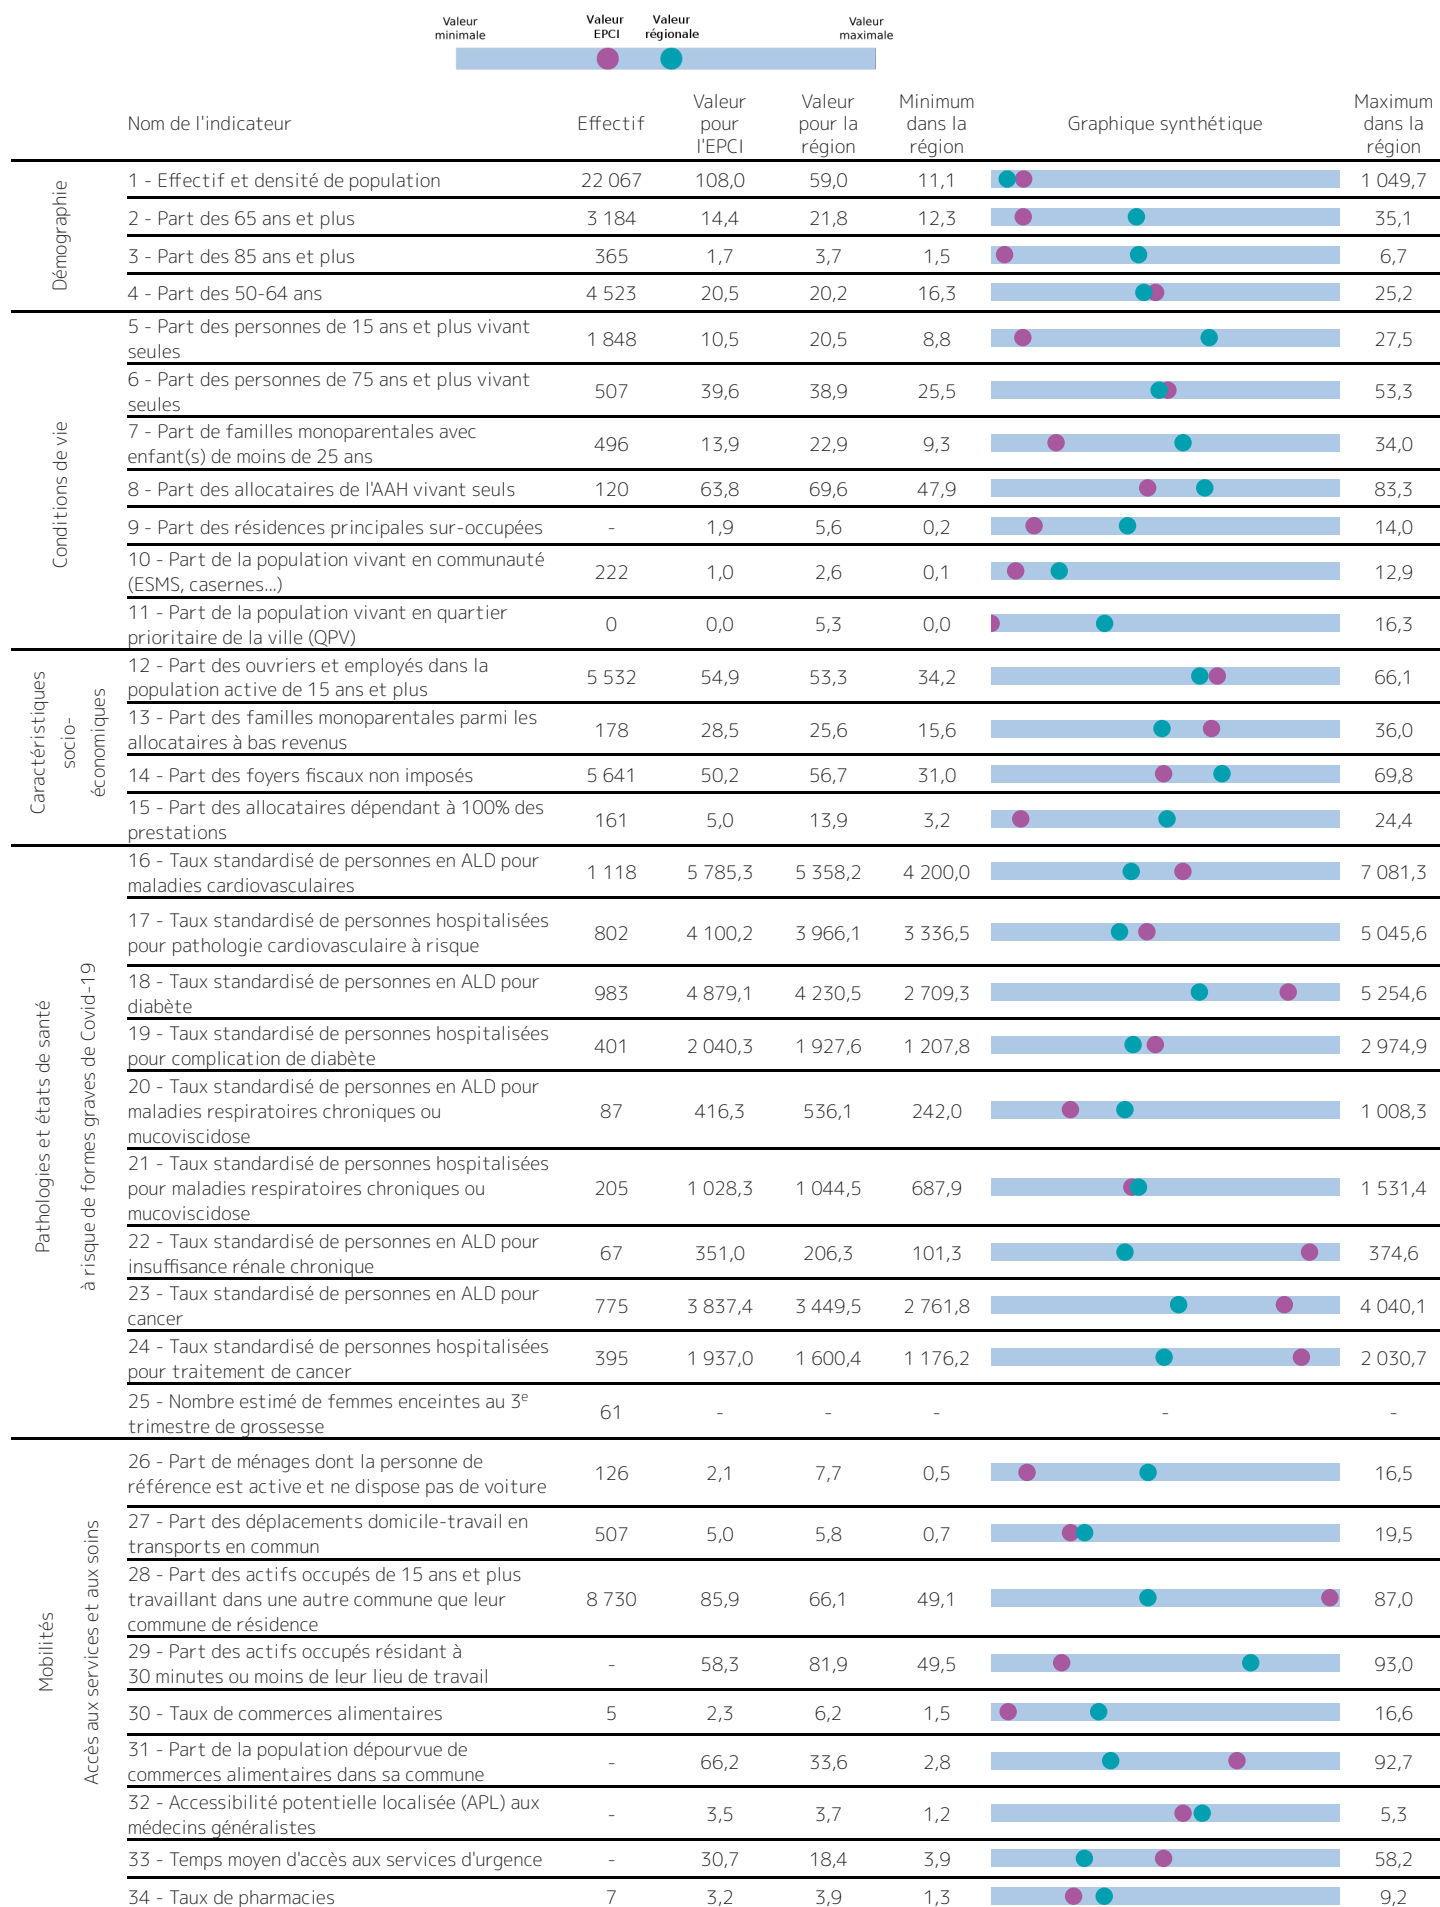 Valeur minimale
Valeur EPCI
Valeur régionale
Valeur maximale
Nom de l'indicateur
Effectif
Valeur pour l'EPCI
Valeur pour la région
Minimum dans la région
Graphique synthétique
Maximum dans la région
Démographie
1 - Effectif et densité de population 22 067 108,0 59,0 11,1 1 049,7
2 - Part des 65 ans et plus 3 184 14,4 21,8 12,3 35,1
3 - Part des 85 ans et plus 365 1,7 3,7 1,5 6,7
4 - Part des 50-64 ans 4 523 20,5 20,2 16,3 25,2
Conditions de vie
5 - Part des personnes de 15 ans et plus vivant
seules 1 848 10,5 20,5 8,8 27,5
6 - Part des personnes de 75 ans et plus vivant
seules 507 39,6 38,9 25,5 53,3
7 - Part de familles monoparentales avec
enfant(s) de moins de 25 ans 496 13,9 22,9 9,3 34,0
8 - Part des allocataires de l'AAH vivant seuls 120 63,8 69,6 47,9 83,3
9 - Part des résidences principales sur-occupées - 1,9 5,6 0,2 14,0
10 - Part de la population vivant en communauté
(ESMS, casernes...) 222 1,0 2,6 0,1 12,9
11 - Part de la population vivant en quartier
prioritaire de la ville (QPV) 0 0,0 5,3 0,0 16,3
Caractéristiques
socio-
économiques
12 - Part des ouvriers et employés dans la
population active de 15 ans et plus 5 532 54,9 53,3 34,2 66,1
13 - Part des familles monoparentales parmi les
allocataires à bas revenus 178 28,5 25,6 15,6 36,0
14 - Part des foyers fiscaux non imposés 5 641 50,2 56,7 31,0 69,8
15 - Part des allocataires dépendant à 100% des
prestations 161 5,0 13,9 3,2 24,4
Pathologies et états de santé
à risque de formes graves de Covid-19
16 - Taux standardisé de personnes en ALD pour
maladies cardiovasculaires 1 118 5 785,3 5 358,2 4 200,0 7 081,3
17 - Taux standardisé de personnes hospitalisées
pour pathologie cardiovasculaire à risque 802 4 100,2 3 966,1 3 336,5 5 045,6
18 - Taux standardisé de personnes en ALD pour
diabète 983 4 879,1 4 230,5 2 709,3 5 254,6
19 - Taux standardisé de personnes hospitalisées
pour complication de diabète 401 2 040,3 1 927,6 1 207,8 2 974,9
20 - Taux standardisé de personnes en ALD pour
maladies respiratoires chroniques ou
mucoviscidose 87 416,3 536,1 242,0 1 008,3
21 - Taux standardisé de personnes hospitalisées
pour maladies respiratoires chroniques ou
mucoviscidose 205 1 028,3 1 044,5 687,9 1 531,4
22 - Taux standardisé de personnes en ALD pour
insuffisance rénale chronique 67 351,0 206,3 101,3 374,6
23 - Taux standardisé de personnes en ALD pour
cancer 775 3 837,4 3 449,5 2 761,8 4 040,1
24 - Taux standardisé de personnes hospitalisées
pour traitement de cancer 395 1 937,0 1 600,4 1 176,2 2 030,7
25 - Nombre estimé de femmes enceintes au 3e
trimestre de grossesse 61 - - - - -
Mobilités
Accès aux services et aux soins
26 - Part de ménages dont la personne de
référence est active et ne dispose pas de voiture 126 2,1 7,7 0,5 16,5
27 - Part des déplacements domicile-travail en
transports en commun 507 5,0 5,8 0,7 19,5
28 - Part des actifs occupés de 15 ans et plus
travaillant dans une autre commune que leur
commune de résidence 8 730 85,9 66,1 49,1 87,0
29 - Part des actifs occupés résidant à
30 minutes ou moins de leur lieu de travail - 58,3 81,9 49,5 93,0
30 - Taux de commerces alimentaires 5 2,3 6,2 1,5 16,6
31 - Part de la population dépourvue de
commerces alimentaires dans sa commune - 66,2 33,6 2,8 92,7
32 - Accessibilité potentielle localisée (APL) aux
médecins généralistes - 3,5 3,7 1,2 5,3
33 - Temps moyen d'accès aux services d'urgence - 30,7 18,4 3,9 58,2
34 - Taux de pharmacies 7 3,2 3,9 1,3 9,2